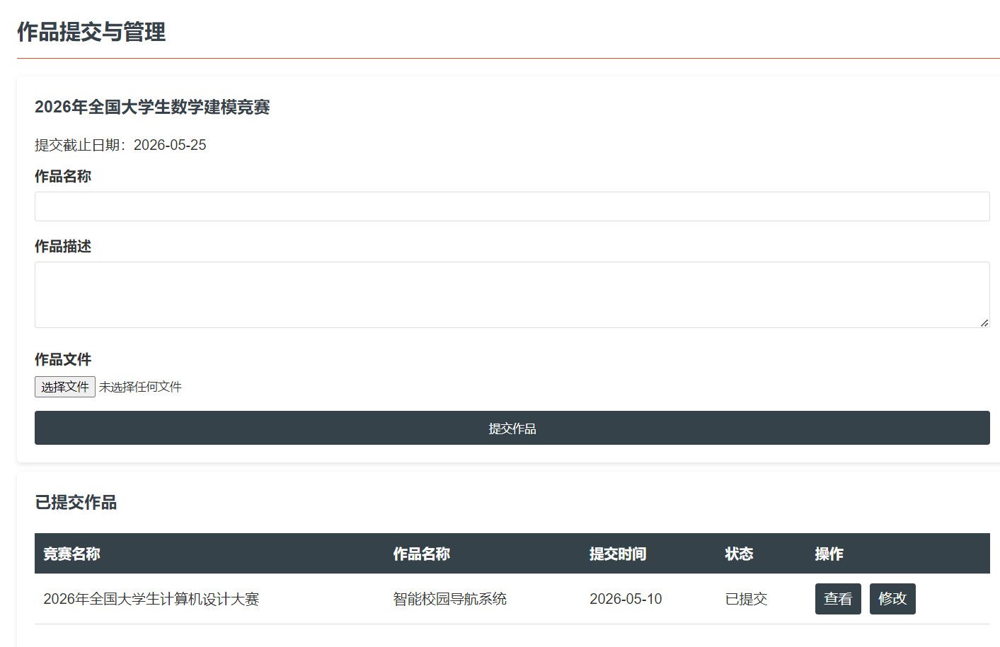 作品提交与管理
2026年全国大学生数学建模竞赛
提交截止日期：2026-05-25
作品名称
作品描述
作品文件
选择文件 未选择任何文件
提交作品
已提交作品
竞赛名称 作品名称 提交时间 状态 操作
2026年全国大学生计算机设计大赛 智能校园导航系统 2026-05-10 已提交 查看 修改